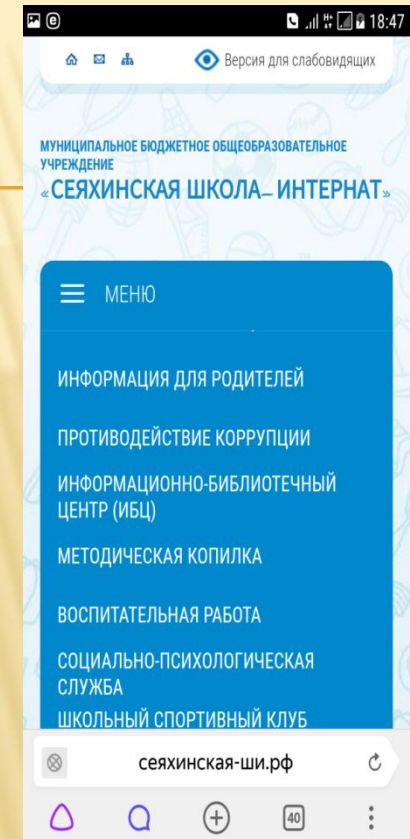 18:47
Версия для слабовидящих
МУНИЦИПАЛЬНОЕ БЮДЖЕТНОЕ ОБЩЕОБРАЗОВАТЕЛЬНОЕ
УЧРЕЖДЕНИЕ
«СЕЯХИНСКАЯ ШКОЛА– ИНТЕРНАТ»
МЕНЮ
ИНФОРМАЦИЯ ДЛЯ РОДИТЕЛЕЙ
ПРОТИВОДЕЙСТВИЕ КОРРУПЦИИ
ИНФОРМАЦИОННО-БИБЛИОТЕЧНЫЙ
ЦЕНТР (ИБЦ)
МЕТОДИЧЕСКАЯ КОПИЛКА
ВОСПИТАТЕЛЬНАЯ РАБОТА
СОЦИАЛЬНО-ПСИХОЛОГИЧЕСКАЯ
СЛУЖБА
ШКОЛЬНЫЙ СПОРТИВНЫЙ КЛУБ
сеяхинская-ши.рф
40